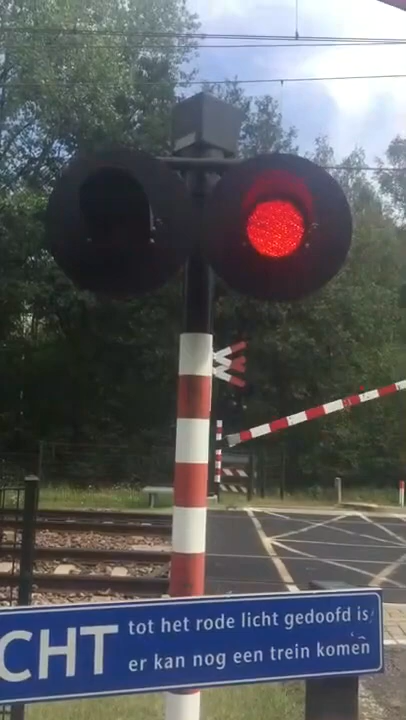 CHT
tot het rode licht gedoofd is
er kan nog een trein komen